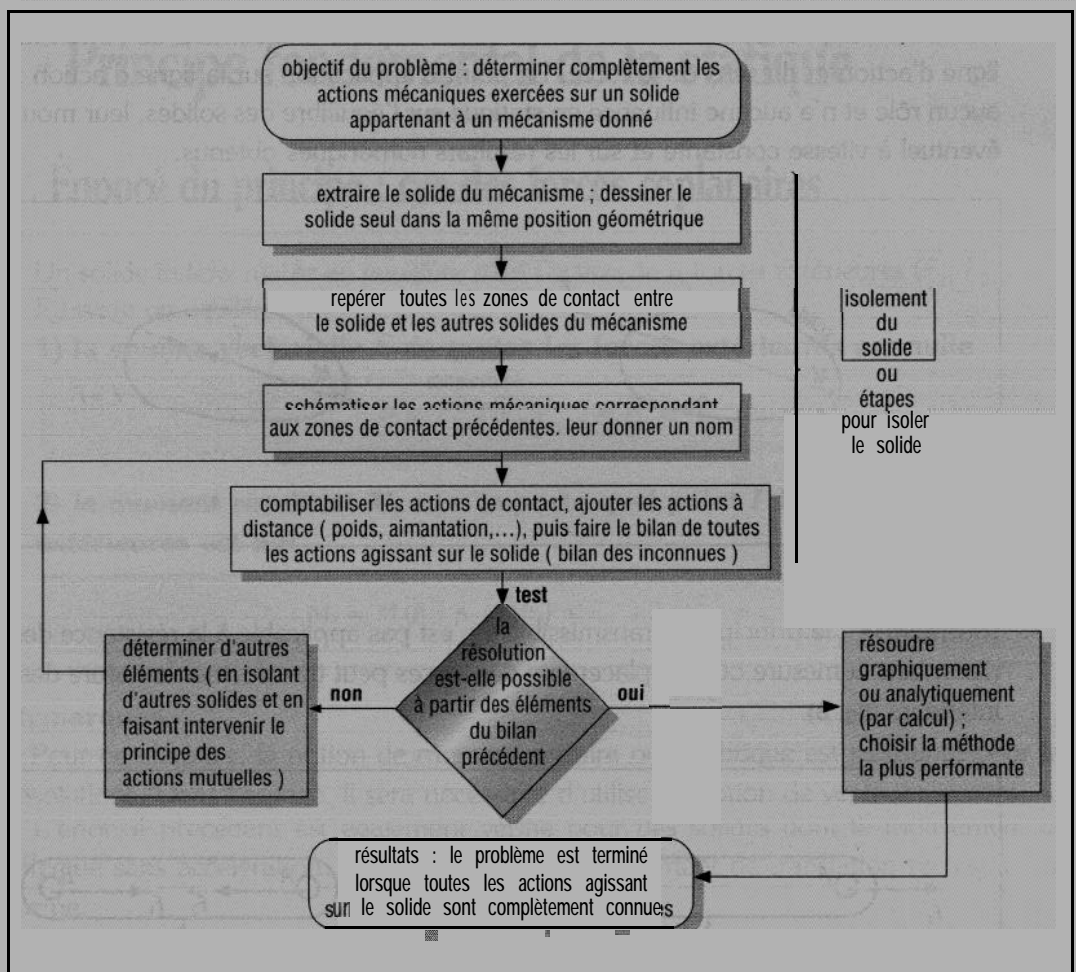 objectif du problème : déterminer complètement les
actions mécaniques exercées sur un solide
appartenant à un mécanisme donné
extraire le solide du mécanisme ; dessiner le
solide seul dans la même position géométrique
repérer toutes les zones de contact entre
le solide et les autres solides du mécanisme
schématiser les actions mécaniques correspondant
aux zones de contact précédentes. leur donner un nom
comptabiliser les actions de contact, ajouter les actions à
distance ( poids, aimantation,...), puis faire le bilan de toutes
les actions agissant sur le solide ( bilan des inconnues )
isolement
du
solide
ou
étapes
pour isoler
le solide
test
la
résolution
est-elle possible
à partir des éléments
du bilan
précédent
non
oui
déterminer d'autres
éléments ( en isolant
d'autres solides et en
faisant intervenir le
principe des
actions mutuelles )
résoudre
graphiquement
ou analytiquement
(par calcul) ;
choisir la méthode
la plus performante
résultats : le problème est terminé
lorsque toutes les actions agissant
sur le solide sont complètement connues